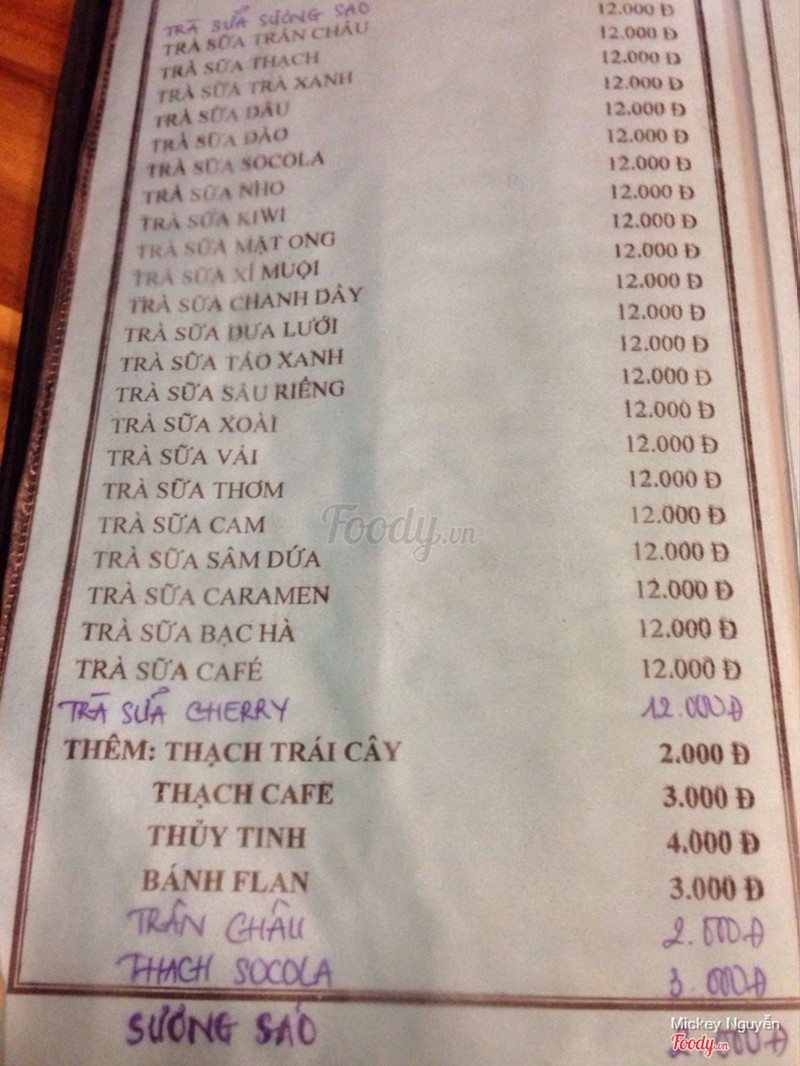 TRÀ SỮA SƯƠNG SÁO 12.000 Đ
TRÀ SỮA TRÂN CHÂU 12.000 Đ
TRÀ SỮA THẠCH 12.000 Đ
TRÀ SỮA TRÀ XANH 12.000 Đ
TRÀ SỮA DÂU 12.000 Đ
TRÀ SỮA ĐÀO 12.000 Đ
TRÀ SỮA SOCOLA 12.000 Đ
TRÀ SỮA NHO 12.000 Đ
TRÀ SỮA KIWI 12.000 Đ
TRÀ SỮA MẬT ONG 12.000 Đ
TRÀ SỮA XÍ MUỘI 12.000 Đ
TRÀ SỮA CHANH DÂY 12.000 Đ
TRÀ SỮA DƯA LƯỚI 12.000 Đ
TRÀ SỮA TÁO XANH 12.000 Đ
TRÀ SỮA SẦU RIÊNG 12.000 Đ
TRÀ SỮA XOÀI 12.000 Đ
TRÀ SỮA VẢI 12.000 Đ
TRÀ SỮA THƠM 12.000 Đ
TRÀ SỮA CAM 12.000 Đ
TRÀ SỮA SÂM DỨA 12.000 Đ
TRÀ SỮA CARAMEN 12.000 Đ
TRÀ SỮA BẠC HÀ 12.000 Đ
TRÀ SỮA CAFÉ 12.000 Đ
TRÀ SỮA CHERRY 12.000 Đ
THÊM: THẠCH TRÁI CÂY 2.000 Đ
THẠCH CAFE 3.000 Đ
THỦY TINH 4.000 Đ
BÁNH FLAN 3.000 Đ
TRÂN CHÂU 2.000 Đ
THẠCH SOCOLA 3.000 Đ
SƯƠNG SÁO 2.000 Đ
Foody.vn
Mickey Nguyễn
Foody.vn